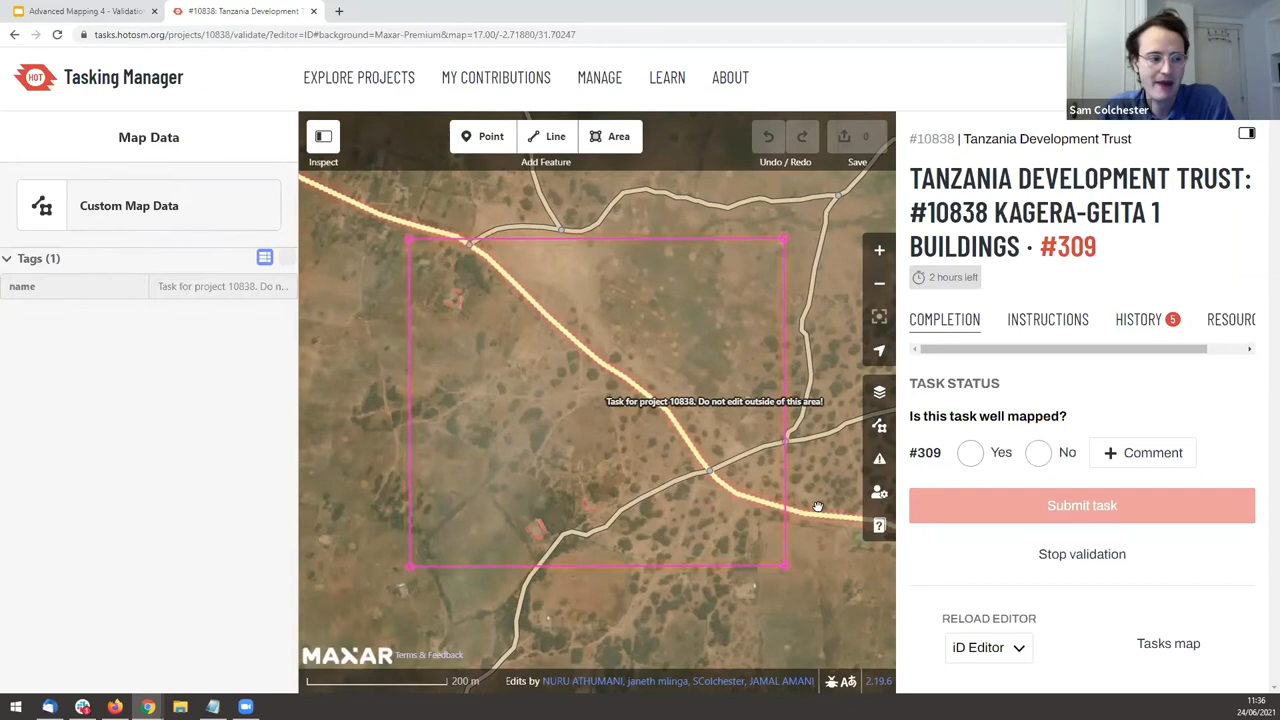 Advanced Mapping 4 - Validatio
#10838: Tanzania Development T
tasks.hotosm.org/projects/10838/validate/?editor=ID#background=Maxar-Premium&map=17.00/-2.71880/31.70247
HOT
Tasking Manager
EXPLORE PROJECTS
MY CONTRIBUTIONS
MANAGE
LEARN
ABOUT
Sam Colchester
Map Data
Custom Map Data
Tags (1)
name
Task for project 10838. Do n...
Inspect
Point
Line
Area
Add Feature
Undo / Redo
0
Save
Task for project 10838. Do not edit outside of this area!
MAXAR
Terms & Feedback
200 m
Edits by NURU ATHUMANI, janeth mlinga, SColchester, JAMAL AMANI
2.19.6
#10838 | Tanzania Development Trust
TANZANIA DEVELOPMENT TRUST:
#10838 KAGERA-GEITA 1
BUILDINGS · #309
2 hours left
COMPLETION
INSTRUCTIONS
HISTORY 5
RESOURC
TASK STATUS
Is this task well mapped?
#309
Yes
No
+ Comment
Submit task
Stop validation
RELOAD EDITOR
iD Editor
Tasks map
11:36
24/06/2021